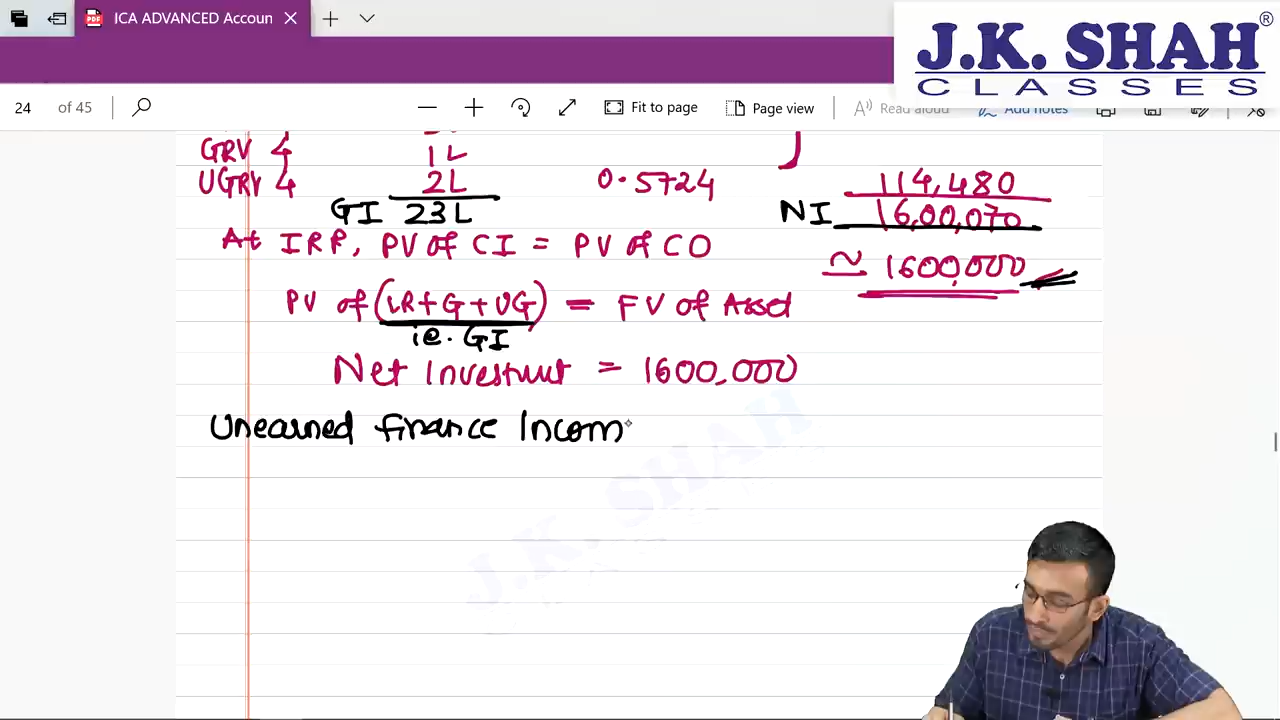 ICA ADVANCED Accoun
J.K. SHAH®
CLASSES
24 of 45
Fit to page
Page view
Read aloud
Add notes
GRV 4 1L
UGRV 4 2L 0.5724 114,480
GI 23L NI 16,00,070
At IRR, PV of CI = PV of CO ≈ 1600,000
PV of (LR+G+UG) = FV of Asset
ie. GI
Net Investment = 1600,000
Unearned finance Incom
J.K. SHAH